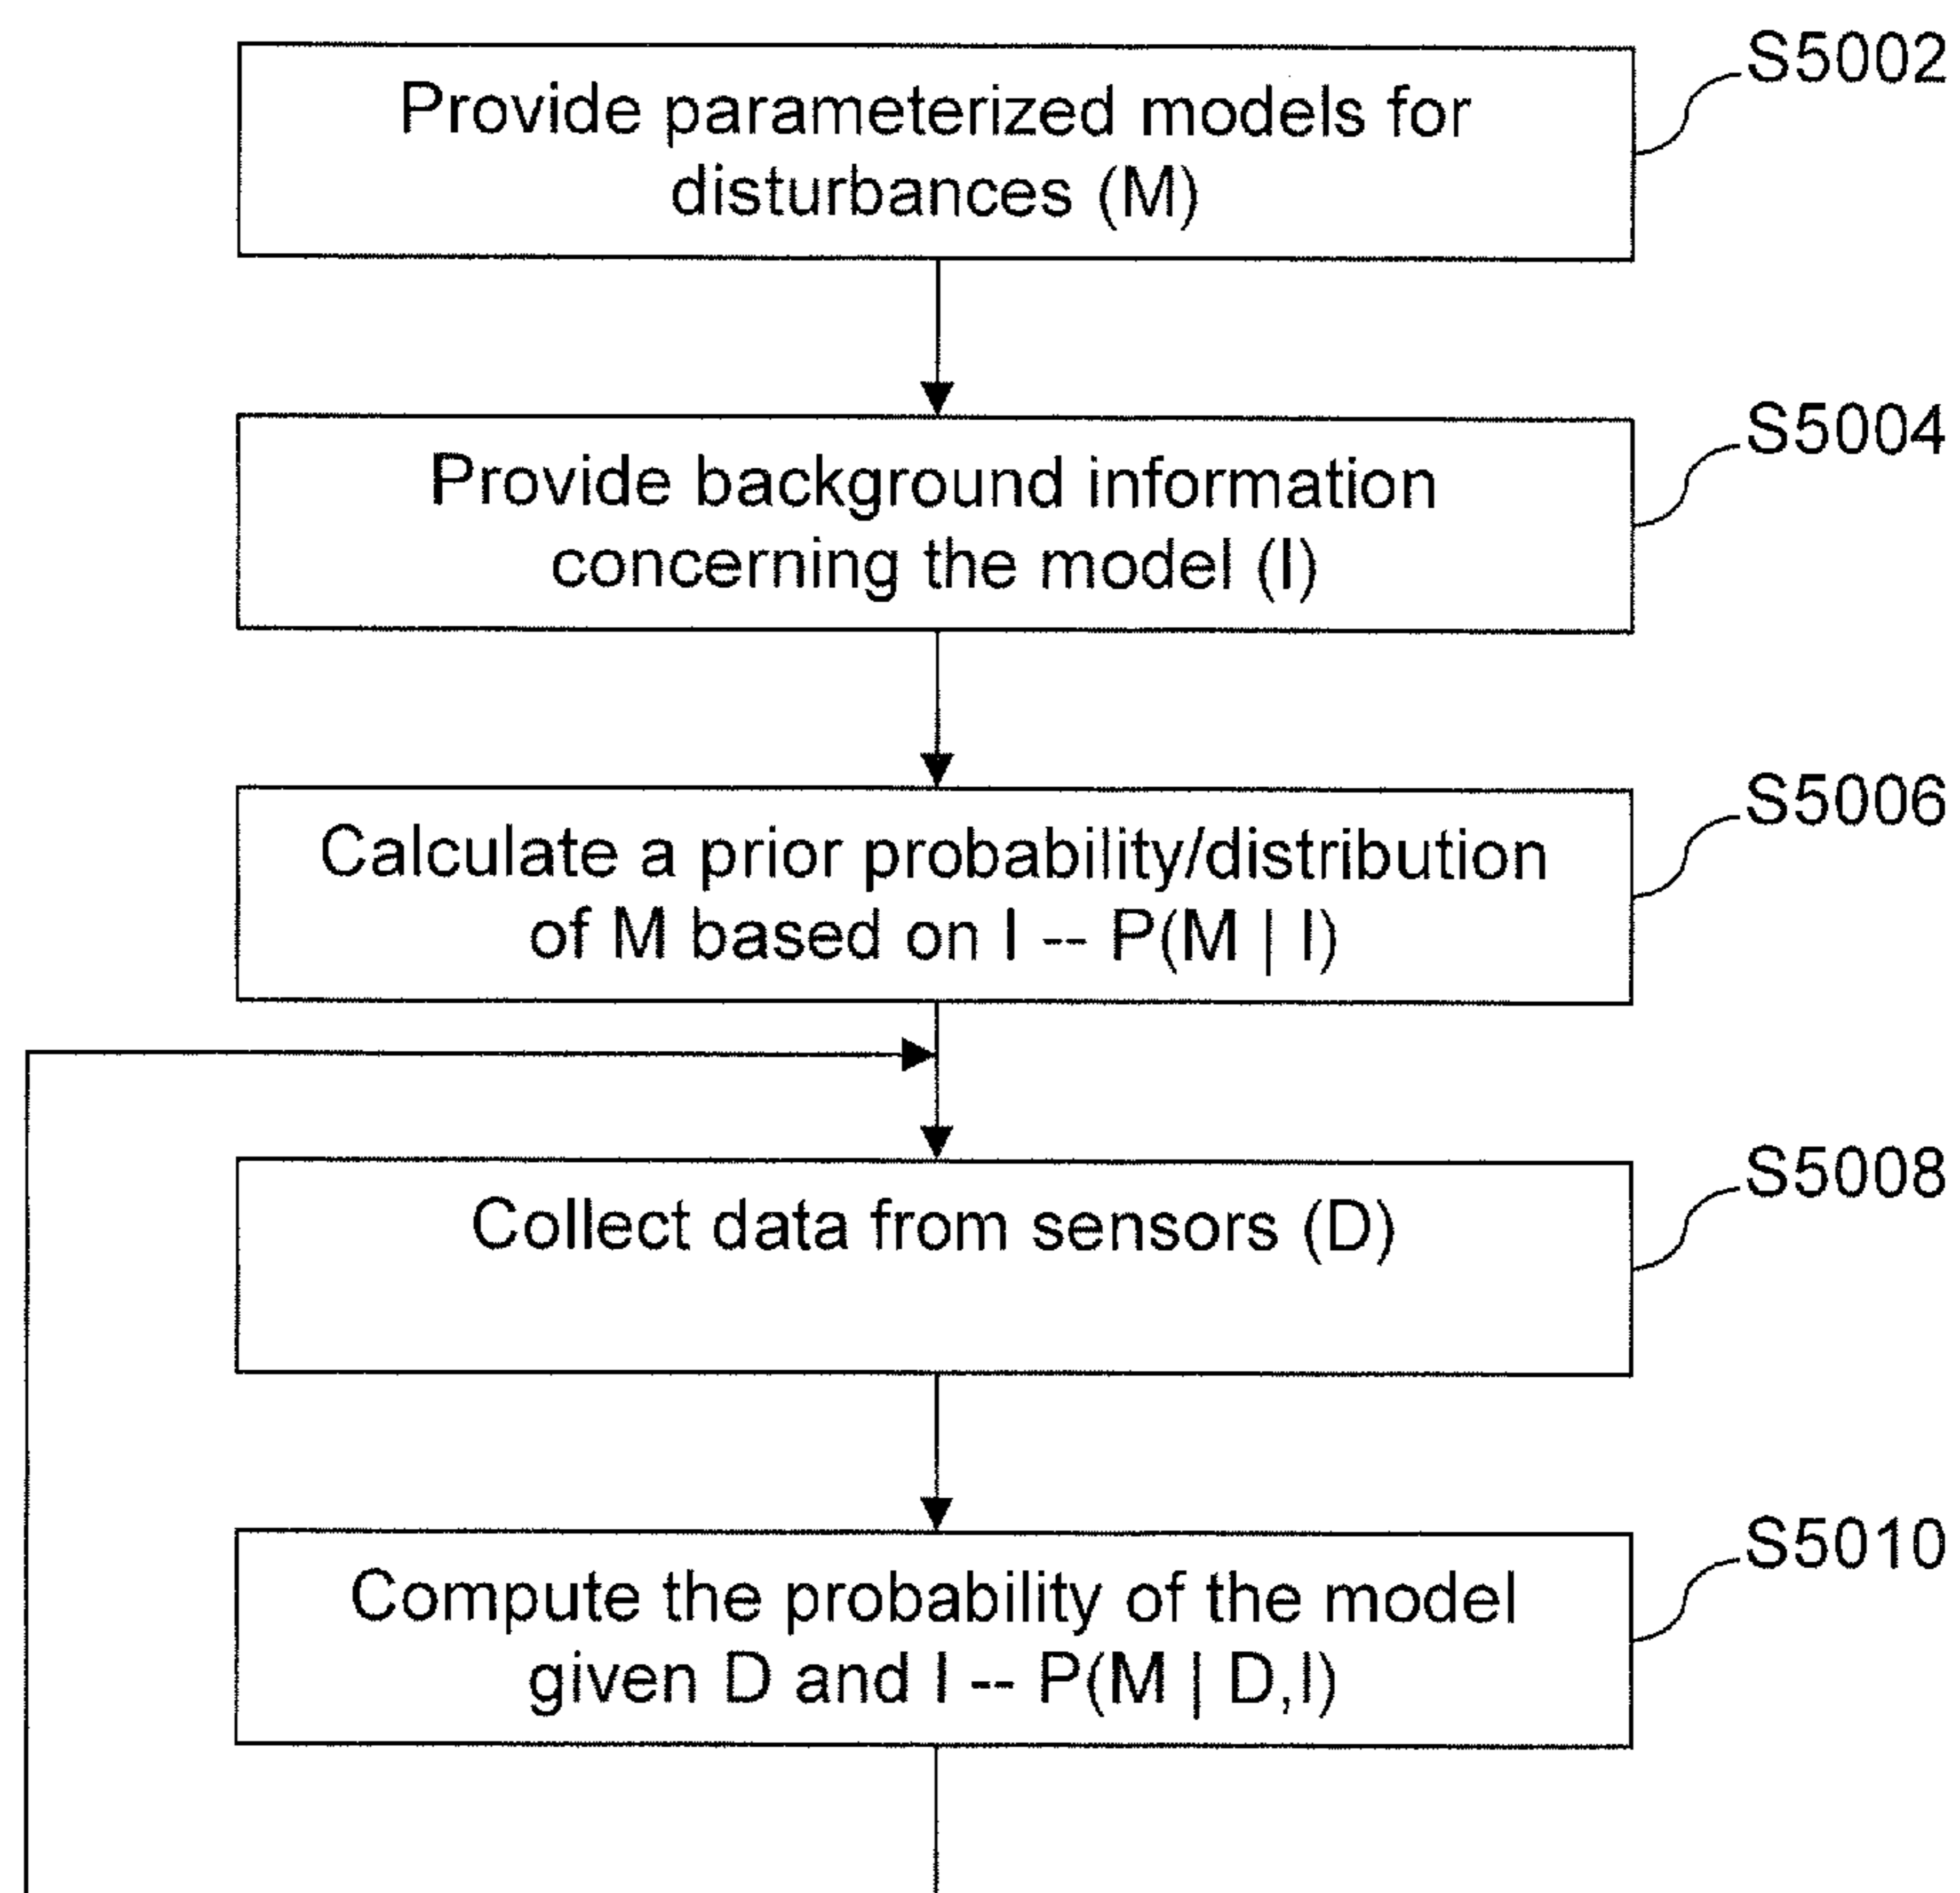 S5002
Provide parameterized models for
disturbances (M)
S5004
Provide background information
concerning the model (I)
S5006
Calculate a prior probability/distribution
of M based on I -- P(M | I)
S5008
Collect data from sensors (D)
S5010
Compute the probability of the model
given D and I -- P(M | D,I)